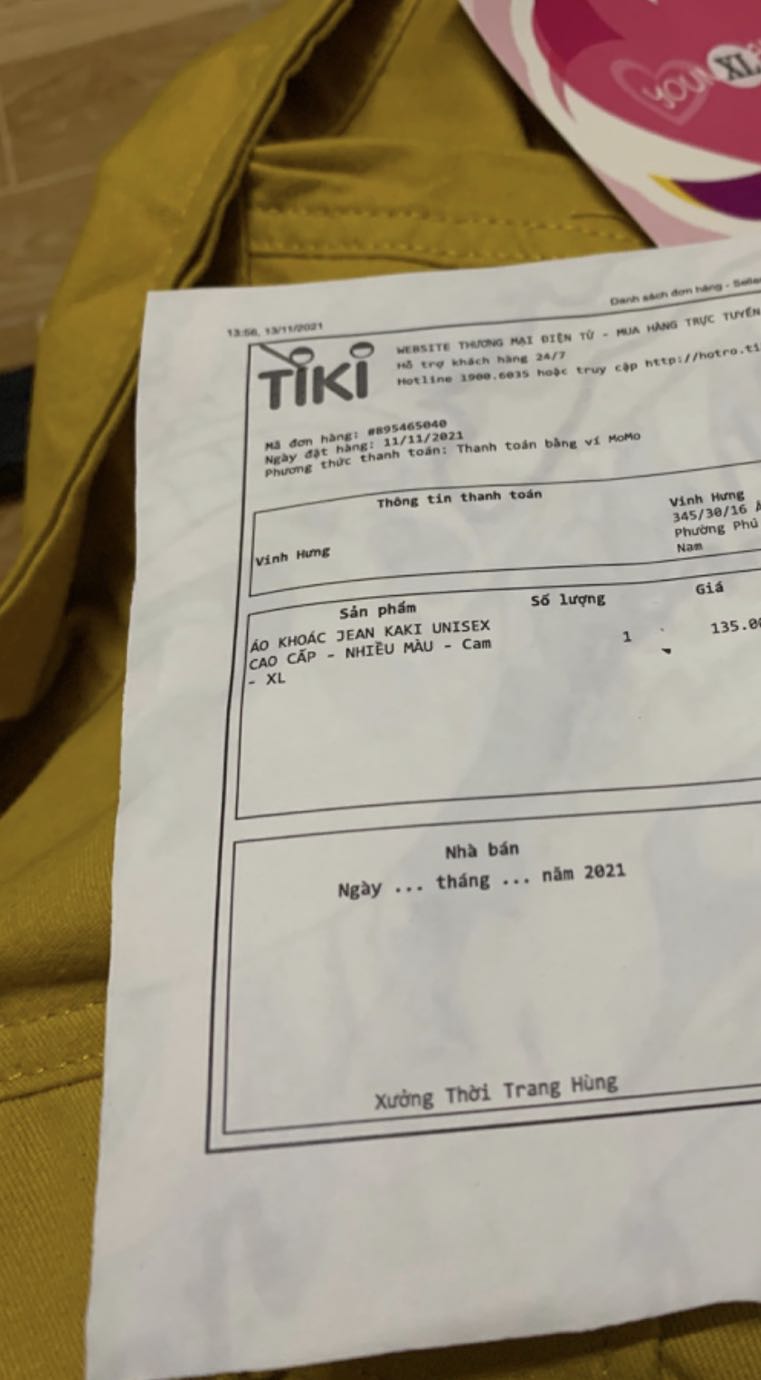 XL
13:56, 13/11/2021
Danh sách đơn hàng - Selle
TIKI
WEBSITE THƯƠNG MẠI ĐIỆN TỬ - MUA HÀNG TRỰC TUYẾN
Hỗ trợ khách hàng 24/7
Hotline 1900.6035 hoặc truy cập http://hotro.ti
Mã đơn hàng: #895465040
Ngày đặt hàng: 11/11/2021
Phương thức thanh toán: Thanh toán bằng ví MoMo
Thông tin thanh toán
Vinh Hưng
Vinh Hưng
345/30/16
Phường Phú
Nam
Sản phẩm Số lượng Giá
ÁO KHOÁC JEAN KAKI UNISEX
CAO CẤP - NHIỀU MÀU - Cam
- XL
1 135.00
Nhà bán
Ngày ... tháng ... năm 2021
Xưởng Thời Trang Hùng